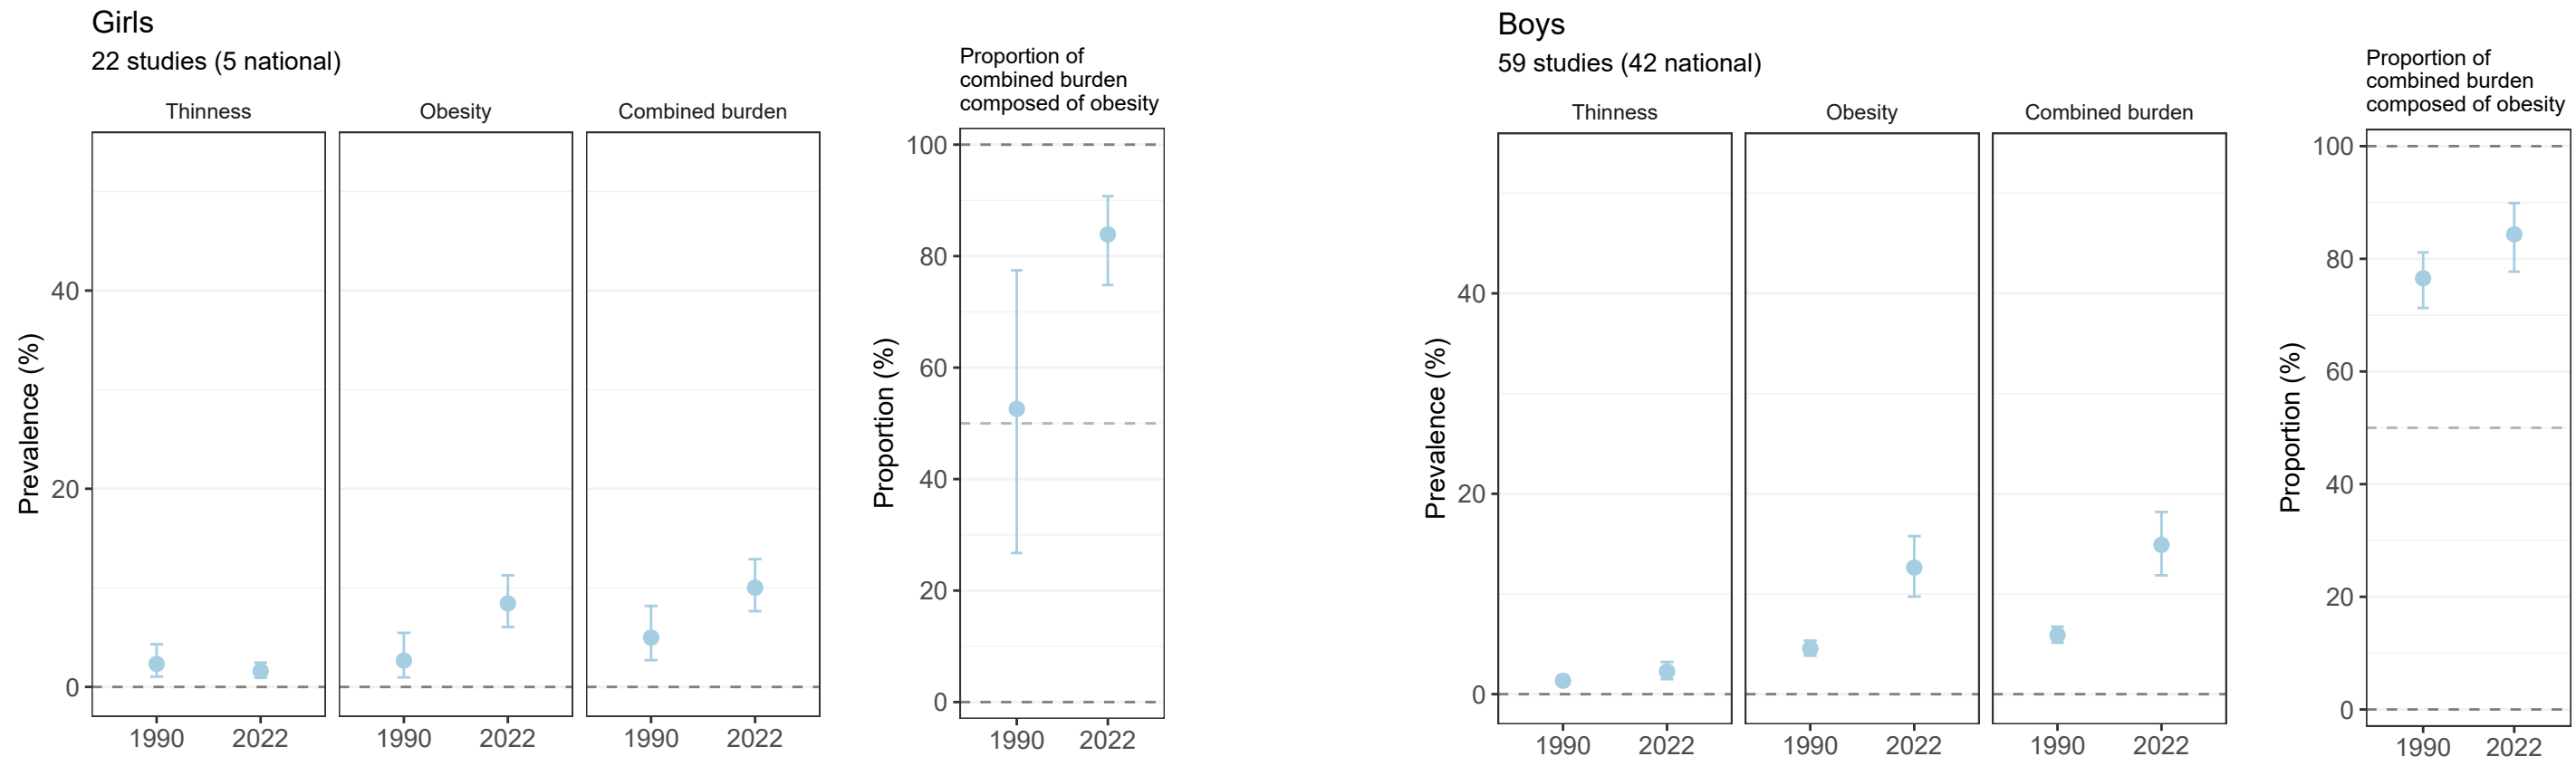 Girls
22 studies (5 national)
Thinness
Obesity
Combined burden
Prevalence (%)
40
20
0
1990
2022
1990
2022
1990
2022
Proportion of
combined burden
composed of obesity
Proportion (%)
100
80
60
40
20
0
1990
2022
Boys
59 studies (42 national)
Thinness
Obesity
Combined burden
Prevalence (%)
40
20
0
1990
2022
1990
2022
1990
2022
Proportion of
combined burden
composed of obesity
Proportion (%)
100
80
60
40
20
0
1990
2022